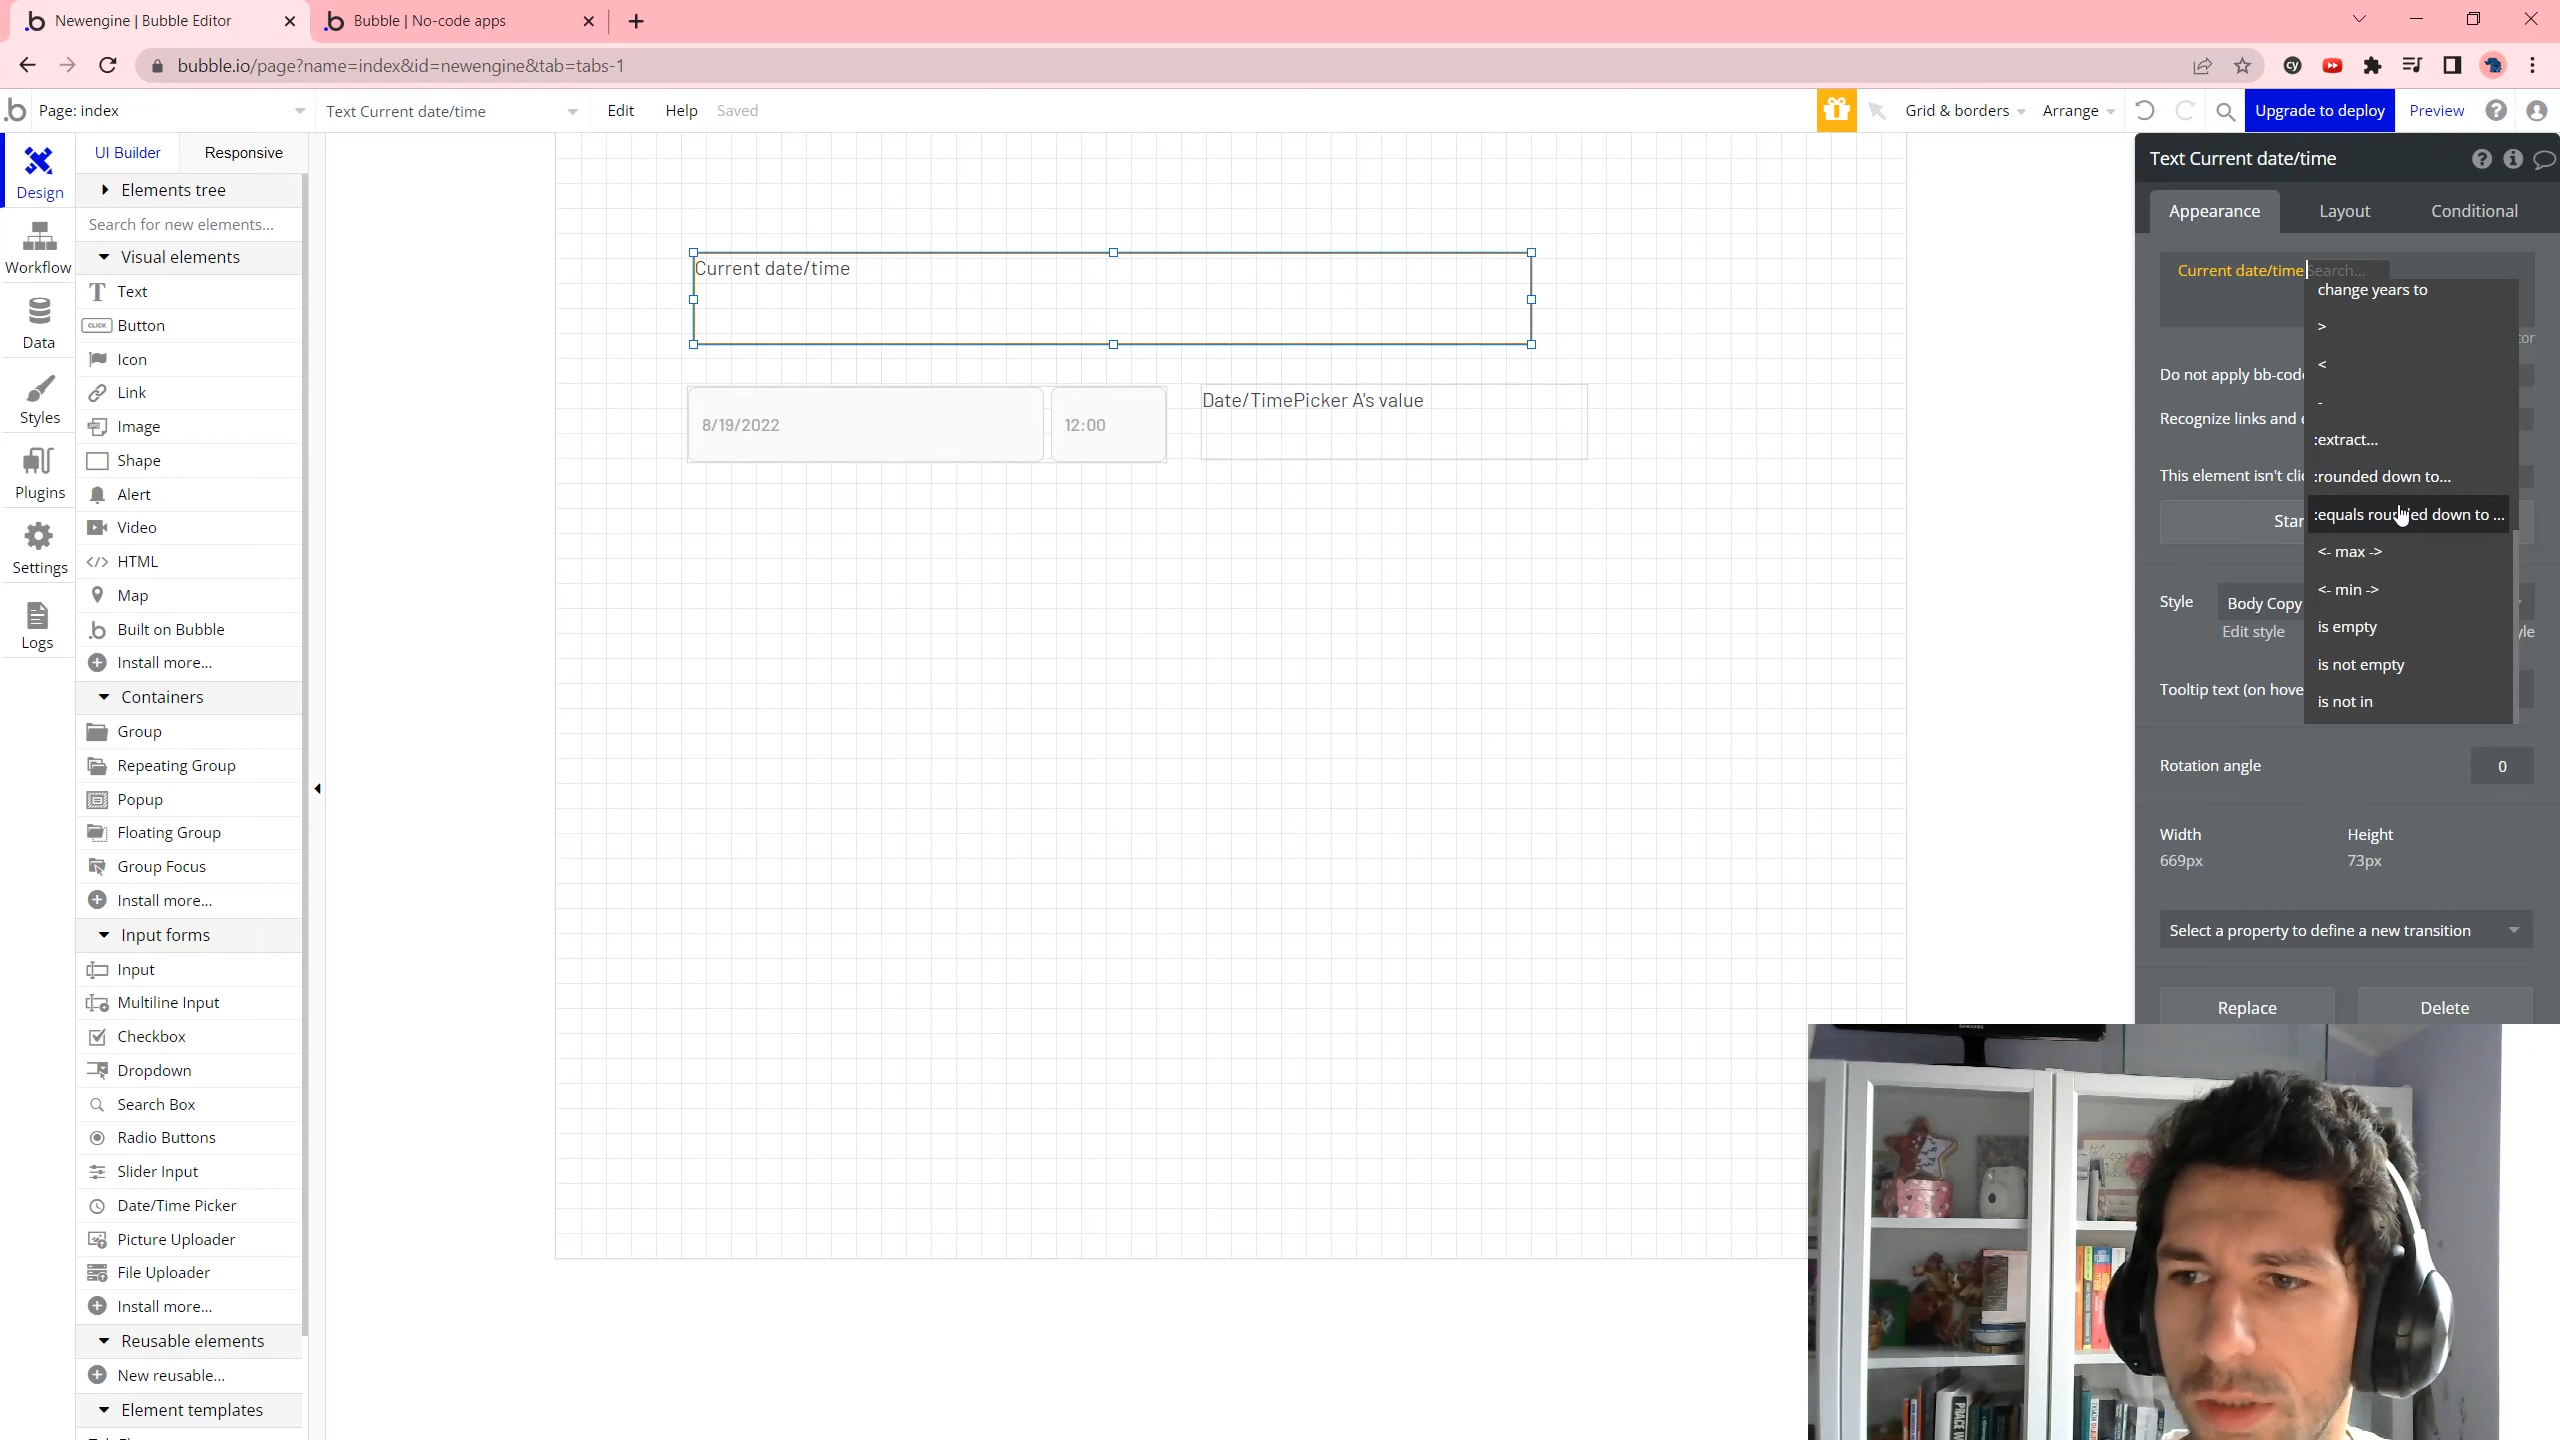 Newengine | Bubble Editor
Bubble | No-code apps
bubble.io/page?name=index&id=newengine&tab=tabs-1
Page: index
Text Current date/time
Edit
Help
Saved
Grid & borders
Arrange
Upgrade to deploy
Preview
Design
Workflow
Data
Styles
Plugins
Settings
Logs
UI Builder
Responsive
Elements tree
Search for new elements...
Visual elements
Text
CLICK Button
Icon
Link
Image
Shape
Alert
Video
HTML
Map
Built on Bubble
Install more...
Containers
Group
Repeating Group
Popup
Floating Group
Group Focus
Install more...
Input forms
Input
Multiline Input
Checkbox
Dropdown
Search Box
Radio Buttons
Slider Input
Date/Time Picker
Picture Uploader
File Uploader
Install more...
Reusable elements
New reusable...
Element templates
Current date/time
8/19/2022
12:00
Date/TimePicker A's value
Text Current date/time
Appearance
Layout
Conditional
Current date/time Search...
change years to
>
<
-
:extract...
:rounded down to...
:equals rounded down to ...
<- max ->
<- min ->
is empty
is not empty
is not in
Do not apply bb-cod
Recognize links and e
This element isn't cli
Star
Style
Body Copy
Edit style
Tooltip text (on hove
Rotation angle
0
Width
Height
669px
73px
Select a property to define a new transition
Replace
Delete
SAMSUNG